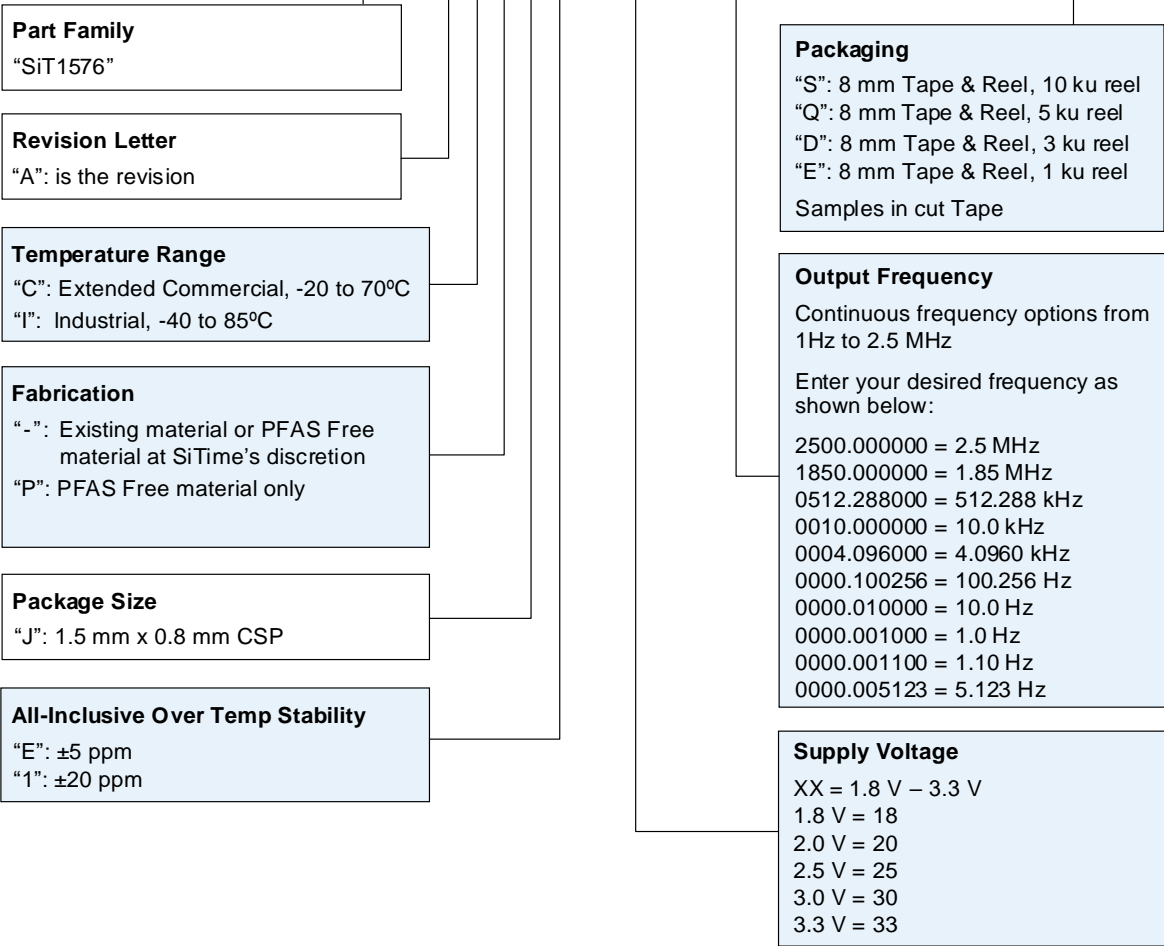 Part Family
“SiT1576”
Revision Letter
“A”: is the revision
Temperature Range
“C”: Extended Commercial, -20 to 70ºC
“I”: Industrial, -40 to 85ºC
Fabrication
“-”: Existing material or PFAS Free
material at SiTime’s discretion
“P”: PFAS Free material only
Package Size
“J”: 1.5 mm x 0.8 mm CSP
All-Inclusive Over Temp Stability
“E”: ±5 ppm
“1”: ±20 ppm
Packaging
“S”: 8 mm Tape & Reel, 10 ku reel
“Q”: 8 mm Tape & Reel, 5 ku reel
“D”: 8 mm Tape & Reel, 3 ku reel
“E”: 8 mm Tape & Reel, 1 ku reel
Samples in cut Tape
Output Frequency
Continuous frequency options from
1Hz to 2.5 MHz
Enter your desired frequency as
shown below:
2500.000000 = 2.5 MHz
1850.000000 = 1.85 MHz
0512.288000 = 512.288 kHz
0010.000000 = 10.0 kHz
0004.096000 = 4.0960 kHz
0000.100256 = 100.256 Hz
0000.010000 = 10.0 Hz
0000.001000 = 1.0 Hz
0000.001100 = 1.10 Hz
0000.005123 = 5.123 Hz
Supply Voltage
XX = 1.8 V – 3.3 V
1.8 V = 18
2.0 V = 20
2.5 V = 25
3.0 V = 30
3.3 V = 33